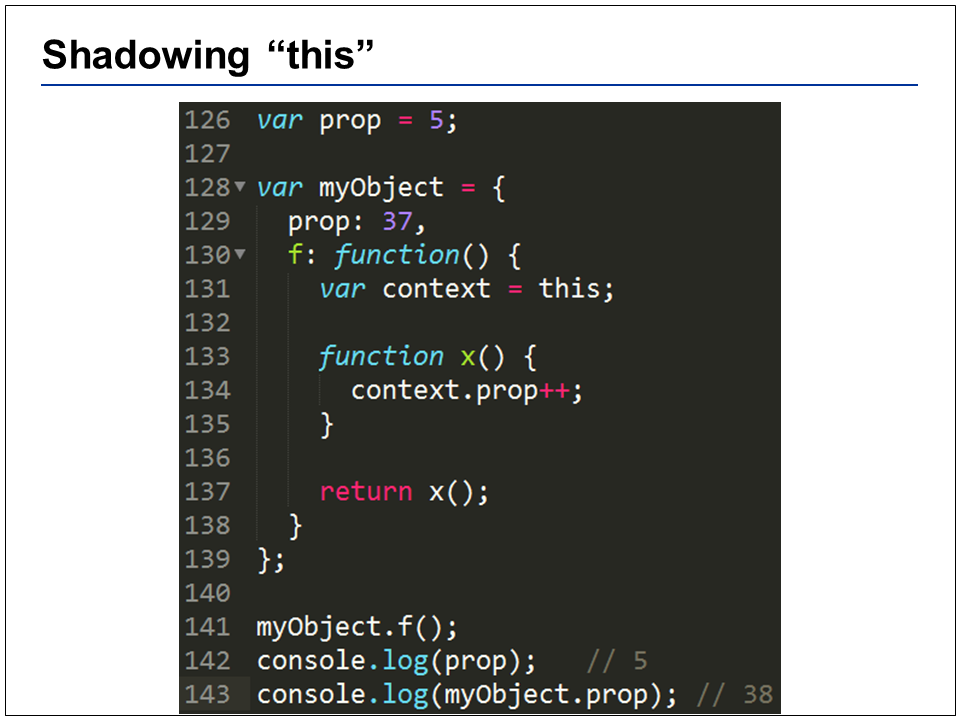 Shadowing “this”
126 var prop = 5;
127
128▼ var myObject = {
129 prop: 37,
130▼ f: function() {
131 var context = this;
132
133 function x() {
134 context.prop++;
135 }
136
137 return x();
138 }
139 };
140
141 myObject.f();
142 console.log(prop); // 5
143 console.log(myObject.prop); // 38